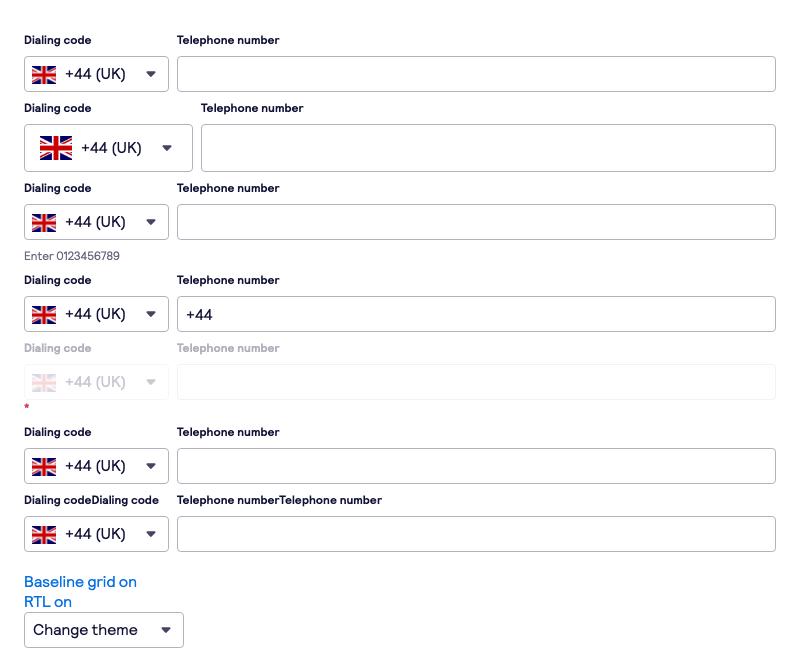 Dialing code Telephone number
+44 (UK)
Dialing code Telephone number
+44 (UK)
Dialing code Telephone number
+44 (UK)
Enter 0123456789
Dialing code Telephone number
+44 (UK) +44
Dialing code Telephone number
+44 (UK)
*
Dialing code Telephone number
+44 (UK)
Dialing codeDialing code Telephone numberTelephone number
+44 (UK)
Baseline grid on
RTL on
Change theme